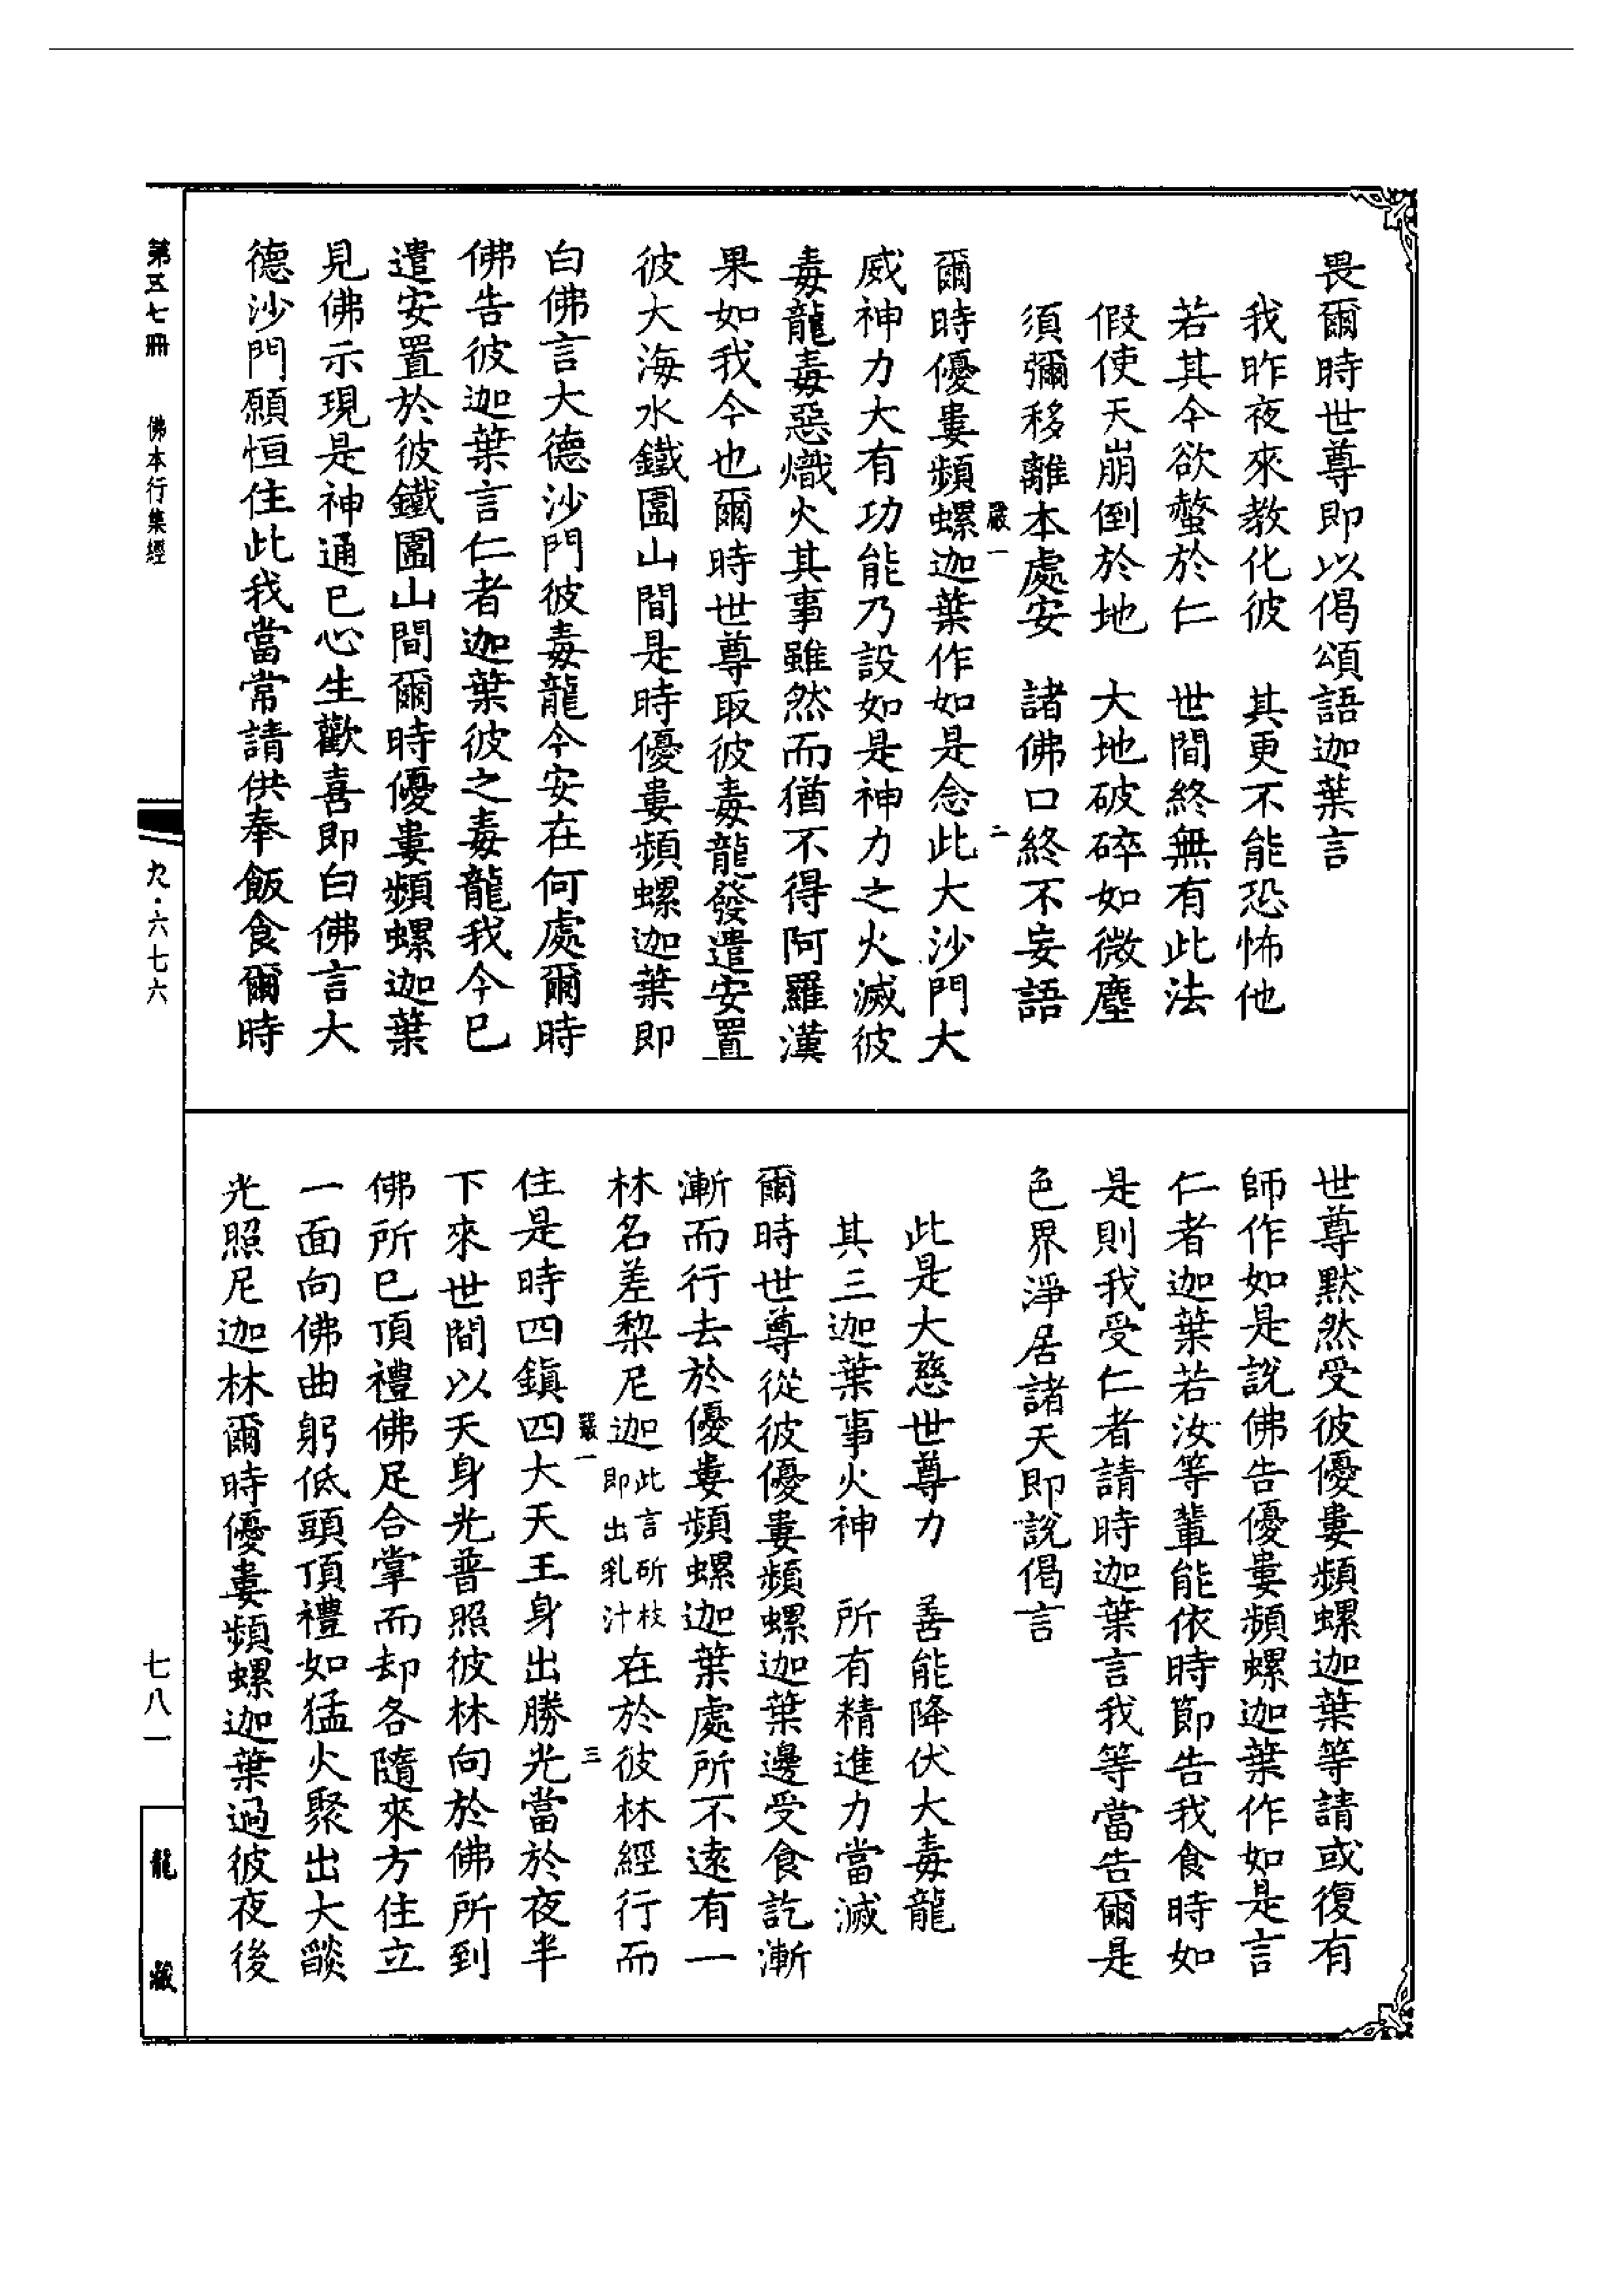 畏爾時世尊即以偈頌語迦葉言
我昨夜來教化彼　其更不能恐怖他
若其今欲螫於仁　世間終無有此法
假使天崩倒於地　大地破碎如微塵
須彌移離本處安　諸佛口終不妄語
嚴一　二
爾時優婁頻螺迦葉作如是念此大沙門大
威神力大有功能乃設如是神力之火滅彼
毒龍毒惡熾火其事雖然而猶不得阿羅漢
果如我今也爾時世尊取彼毒龍發遣安置
彼大海水鐵圍山間是時優婁頻螺迦葉即
白佛言大德沙門彼毒龍今安在何處爾時
佛告彼迦葉言仁者迦葉彼之毒龍我今已
遣安置於彼鐵圍山間爾時優婁頻螺迦葉
見佛示現是神通已心生歡喜即白佛言大
德沙門願恒住此我當常請供奉飯食爾時
世尊默然受彼優婁頻螺迦葉等請或復有
師作如是說佛告優婁頻螺迦葉作如是言
仁者迦葉若汝等輩能依時節告我食時如
是則我受仁者請時迦葉言我等當告爾是
色界淨居諸天即說偈言
此是大慈世尊力　善能降伏大毒龍
其三迦葉事火神　所有精進力當滅
爾時世尊從彼優婁頻螺迦葉邊受食訖漸
漸而行去於優婁頻螺迦葉處所不遠有一
林名差梨尼迦此言所枝即出乳汁在於彼林經行而
嚴一　三
住是時四鎮四大天王身出勝光當於夜半
下來世間以天身光普照彼林向於佛所到
佛所已頂禮佛足合掌而却各隨來方住立
一面向佛曲躬低頭頂禮如猛火聚出大燄
光照尼迦林爾時優婁頻螺迦葉過彼夜後
第五七冊　佛本行集經
九・六七六
七八一
龍藏